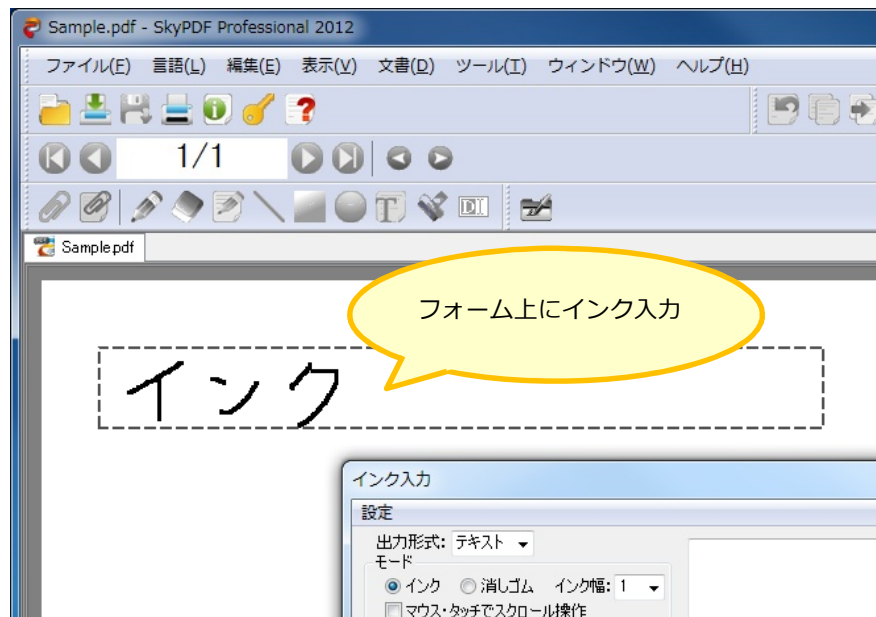 Sample.pdf - SkyPDF Professional 2012
ファイル(F) 言語(L) 編集(E) 表示(V) 文書(D) ツール(T) ウィンドウ(W) ヘルプ(H)
1/1
T DI
Sample.pdf
フォーム上にインク入力
インク
インク入力
設定
出力形式: テキスト
モード
インク 消しゴム インク幅: 1
マウス・タッチでスクロール操作